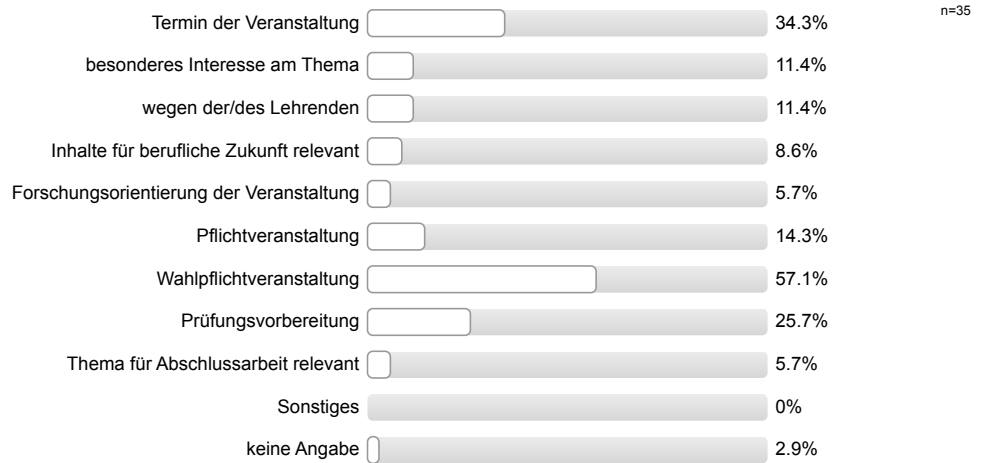 Termin der Veranstaltung 34.3% n=35
besonderes Interesse am Thema 11.4%
wegen der/des Lehrenden 11.4%
Inhalte für berufliche Zukunft relevant 8.6%
Forschungsorientierung der Veranstaltung 5.7%
Pflichtveranstaltung 14.3%
Wahlpflichtveranstaltung 57.1%
Prüfungsvorbereitung 25.7%
Thema für Abschlussarbeit relevant 5.7%
Sonstiges 0%
keine Angabe 2.9%